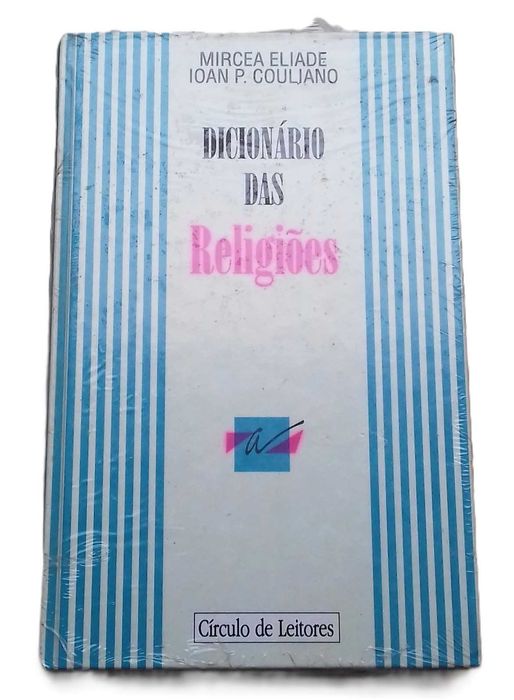 MIRCEA ELIADE
IOAN P. COULIANO
DICIONÁRIO
DAS
Religiões
a
Círculo de Leitores